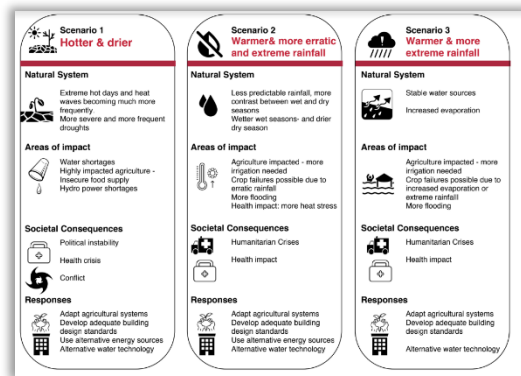 Scenario 1
Hotter & drier
Natural System
Extreme hot days and heat
waves becoming much more
frequently
More severe and more frequent
droughts
Areas of impact
Water shortages
Highly impacted agriculture -
Insecure food supply
Hydro power shortages
Societal Consequences
Political instability
Health crisis
Conflict
Responses
Adapt agricultural systems
Develop adequate building
design standards
Use alternative energy sources
Alternative water technology
Scenario 2
Warmer& more erratic
and extreme rainfall
Natural System
Less predictable rainfall, more
contrast between wet and dry
seasons
Wetter wet seasons- and drier
dry season
Areas of impact
Agriculture impacted - more
irrigation needed
Crop failures possible due to
erratic rainfall
More flooding
Health impact: more heat stress
Societal Consequences
Humanitarian Crises
Health impact
Responses
Adapt agricultural systems
Develop adequate building
design standards
Use alternative energy sources
Alternative water technology
Scenario 3
Warmer & more
extreme rainfall
Natural System
Stable water sources
Increased evaporation
Areas of impact
Agriculture impacted - more
irrigation needed
Crop failures possible due to
increased evaporation or
extreme rainfall
More flooding
Societal Consequences
Humanitarian Crises
Health impact
Responses
Adapt agricultural systems
Develop adequate building
design standards
Alternative water technology